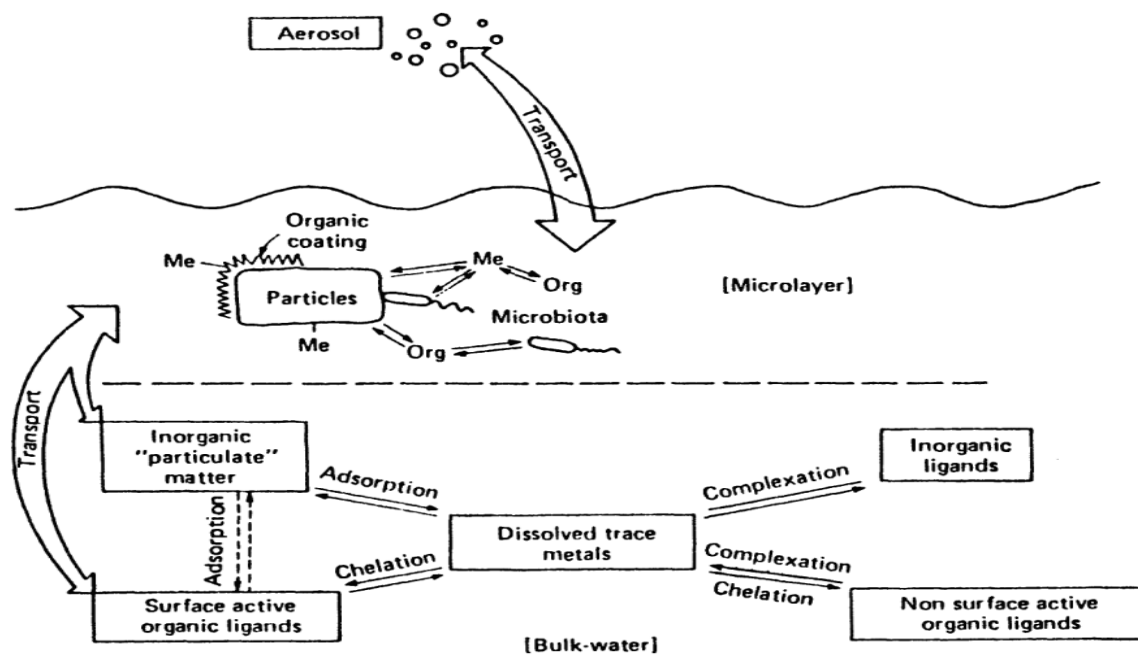 Aerosol
Transport
Organic
coating
Me
Me
Org
Particles
[Microlayer]
Microbiota
Me
Org
Transport
Inorganic
"particulate"
matter
Inorganic
ligands
Adsorption
Complexation
Adsorption
Dissolved trace
metals
Chelation
Complexation
Chelation
Surface active
organic ligands
Non surface active
organic ligands
[Bulk-water]